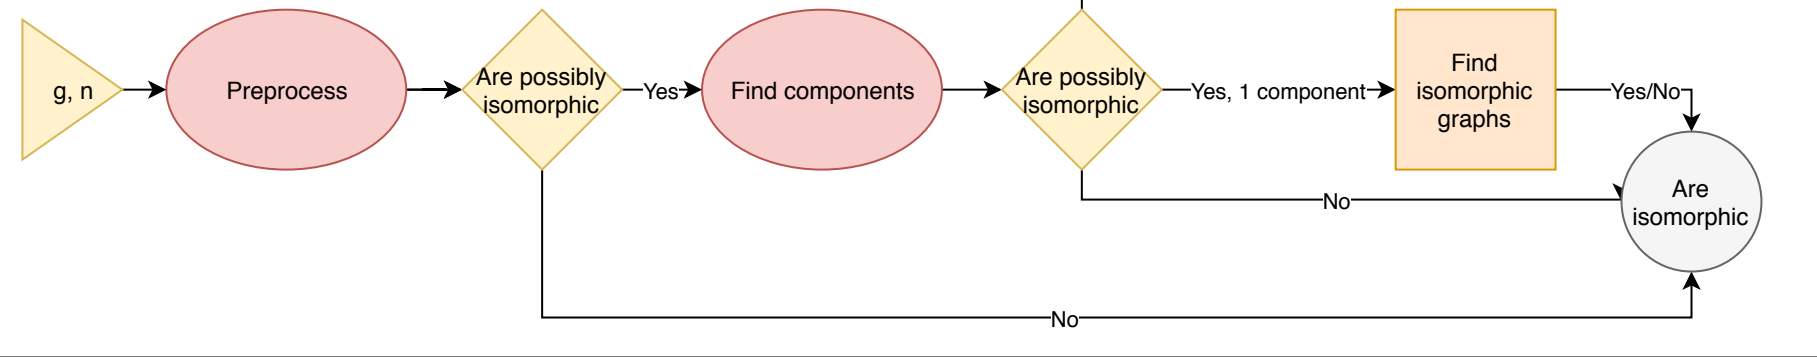 g, n
Preprocess
Are possibly
isomorphic
Yes
Find components
Are possibly
isomorphic
Yes, 1 component
Find
isomorphic
graphs
Yes/No
No
Are
isomorphic
No